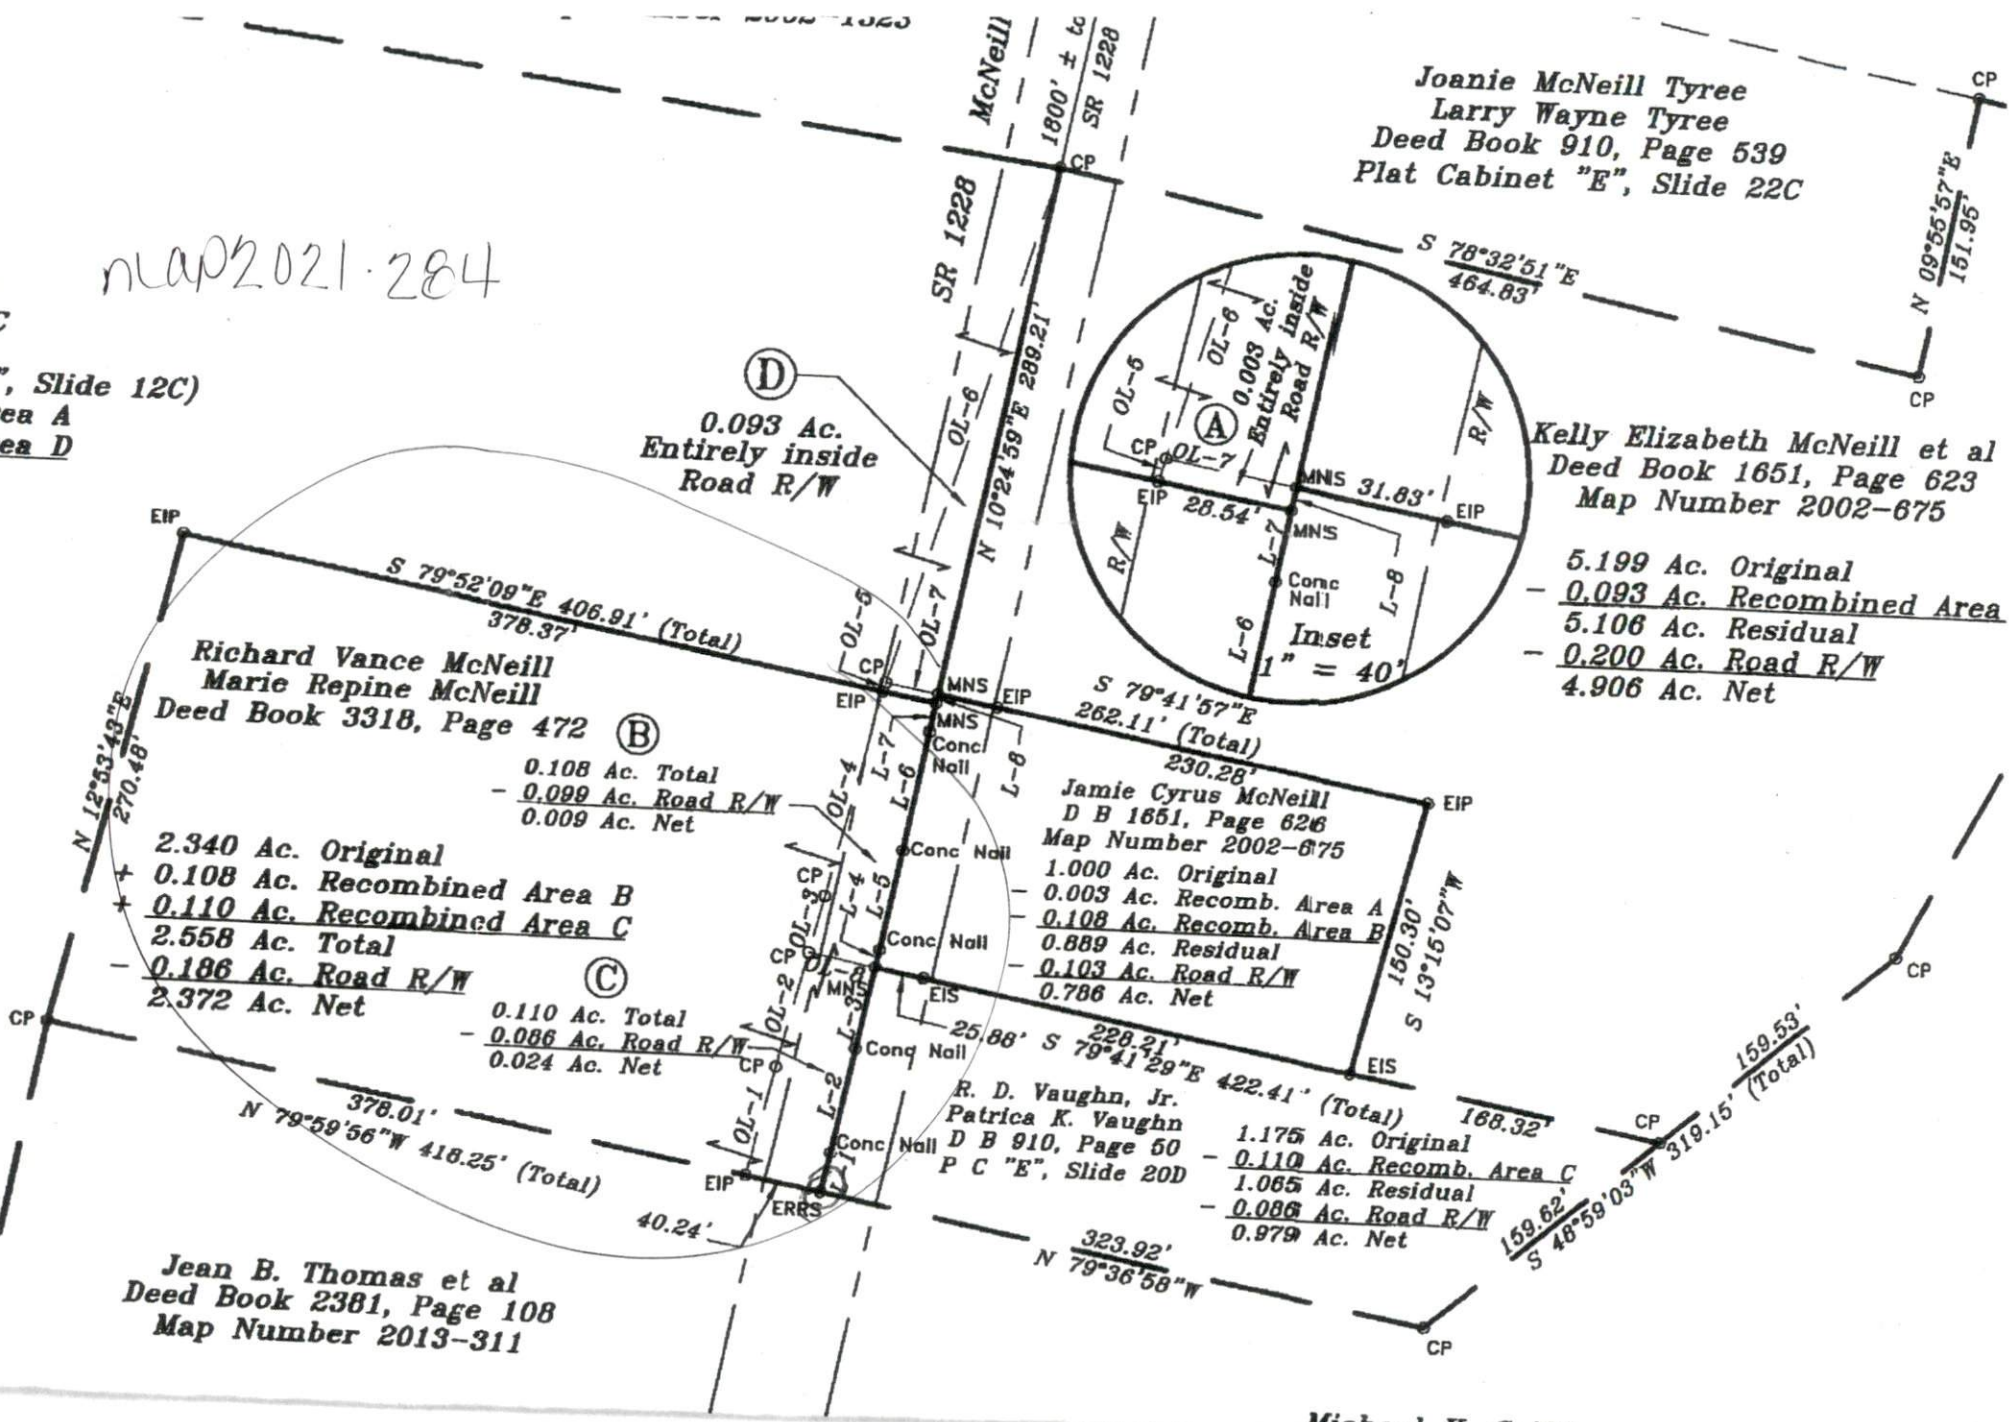 2002-1323
McNeill
1800' ± to
SR 1228
CP
Joanie McNeill Tyree
Larry Wayne Tyree
Deed Book 910, Page 539
Plat Cabinet "E", Slide 22C
CP
N 09°55'57"E
151.95'
CP
S 78°32'51"E
464.83'
map2021.284
", Slide 12C)
ea A
ea D
SR 1228
D
0.093 Ac.
Entirely inside
Road R/W
OL-6
N 10°24'59"E 289.21'
OL-5
OL-6
0.003 Ac.
Entirely inside
Road R/W
A
CP
OL-7
EIP
28.54'
MNS
31.83'
EIP
MNS
R/W
R/W
L-7
Conc
Nail
L-8
L-6
Inset
1" = 40'
Kelly Elizabeth McNeill et al
Deed Book 1651, Page 623
Map Number 2002-675
5.199 Ac. Original
- 0.093 Ac. Recombined Area
5.106 Ac. Residual
- 0.200 Ac. Road R/W
4.906 Ac. Net
EIP
S 79°52'09"E 406.91' (Total)
378.37'
OL-5
OL-7
CP
EIP
MNS
EIP
MNS
Conc
Nail
L-7
L-6
L-8
S 79°41'57"E
262.11' (Total)
230.28'
EIP
Richard Vance McNeill
Marie Repine McNeill
Deed Book 3318, Page 472
N 12°53'43"E
270.48'
B
0.108 Ac. Total
- 0.099 Ac. Road R/W
0.009 Ac. Net
OL-4
2.340 Ac. Original
+ 0.108 Ac. Recombined Area B
+ 0.110 Ac. Recombined Area C
2.558 Ac. Total
- 0.186 Ac. Road R/W
2.372 Ac. Net
Jamie Cyrus McNeill
D B 1651, Page 626
Map Number 2002-675
1.000 Ac. Original
- 0.003 Ac. Recomb. Area A
- 0.108 Ac. Recomb. Area B
0.889 Ac. Residual
- 0.103 Ac. Road R/W
0.786 Ac. Net
150.30'
S 13°15'07"W
Conc Nail
CP
OL-3
L-4
L-5
Conc Nail
CP
OL-8
MNS
EIS
L-3
OL-2
C
0.110 Ac. Total
- 0.086 Ac. Road R/W
0.024 Ac. Net
CP
CP
Conc Nail
25.88'
228.21'
S 79°41'29"E 422.41' (Total)
EIS
168.32'
CP
CP
159.53'
(Total)
159.62'
S 48°59'03"W 319.15'
L-2
OL-1
378.01'
N 79°59'56"W 418.25' (Total)
Conc Nail
L-1
EIP
ERRS
40.24'
R. D. Vaughn, Jr.
Patrica K. Vaughn
D B 910, Page 50
P C "E", Slide 20D
1.175 Ac. Original
- 0.110 Ac. Recomb. Area C
1.065 Ac. Residual
- 0.086 Ac. Road R/W
0.979 Ac. Net
323.92'
N 79°36'58"W
CP
Jean B. Thomas et al
Deed Book 2381, Page 108
Map Number 2013-311